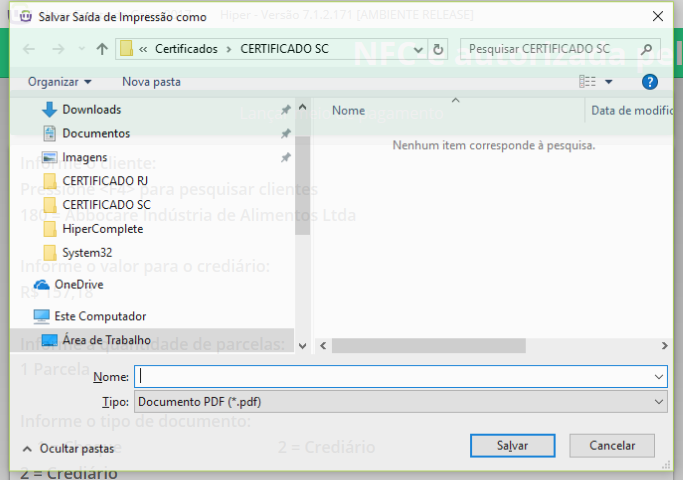 Salvar Saída de Impressão como
Hiper - Versão 7.1.2.171 [AMBIENTE RELEASE]
« Certificados › CERTIFICADO SC
Pesquisar CERTIFICADO SC
NFC-e autorizada pel
Organizar
Nova pasta
Downloads
Documentos
Imagens
CERTIFICADO RJ
CERTIFICADO SC
HiperComplete
System32
OneDrive
Este Computador
Área de Trabalho
Nome
Data de modific
Nenhum item corresponde à pesquisa.
Informe o cliente:
Pressione <F4> para pesquisar clientes
180 = Abbocare Indústria de Alimentos Ltda
Informe o valor para o crediário:
R$ 137,18
Informe a quantidade de parcelas:
1 Parcela
Nome:
Tipo: Documento PDF (*.pdf)
Informe o tipo de documento:
2 = Crediário
Ocultar pastas
Salvar
Cancelar
2 = Crediário